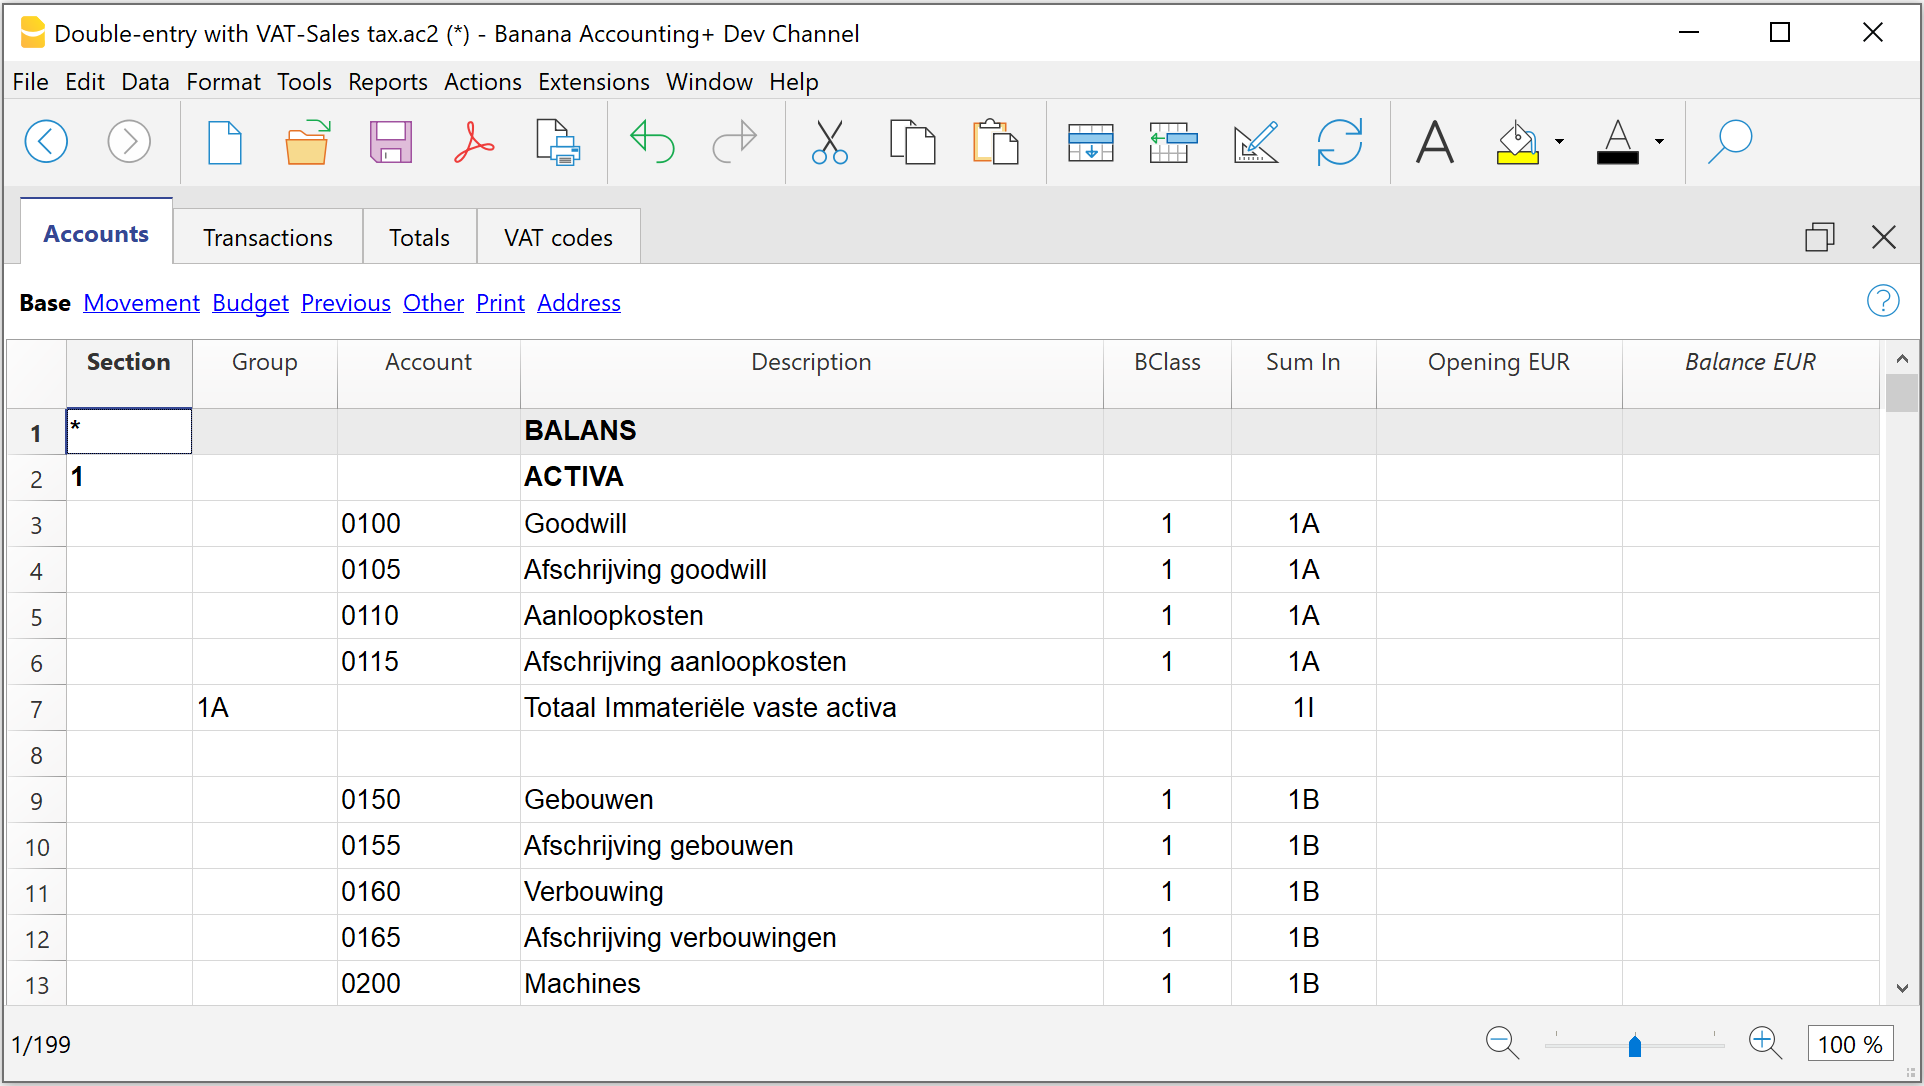 Double-entry with VAT-Sales tax.ac2 (*) - Banana Accounting+ Dev Channel
File Edit Data Format Tools Reports Actions Extensions Window Help
Accounts Transactions Totals VAT codes
Base Movement Budget Previous Other Print Address
Section Group Account Description BClass Sum In Opening EUR Balance EUR
1 * BALANS
2 1 ACTIVA
3 0100 Goodwill 1 1A
4 0105 Afschrijving goodwill 1 1A
5 0110 Aanloopkosten 1 1A
6 0115 Afschrijving aanloopkosten 1 1A
7 1A Totaal Immateriële vaste activa 1I
8
9 0150 Gebouwen 1 1B
10 0155 Afschrijving gebouwen 1 1B
11 0160 Verbouwing 1 1B
12 0165 Afschrijving verbouwingen 1 1B
13 0200 Machines 1 1B
1/199 100 %